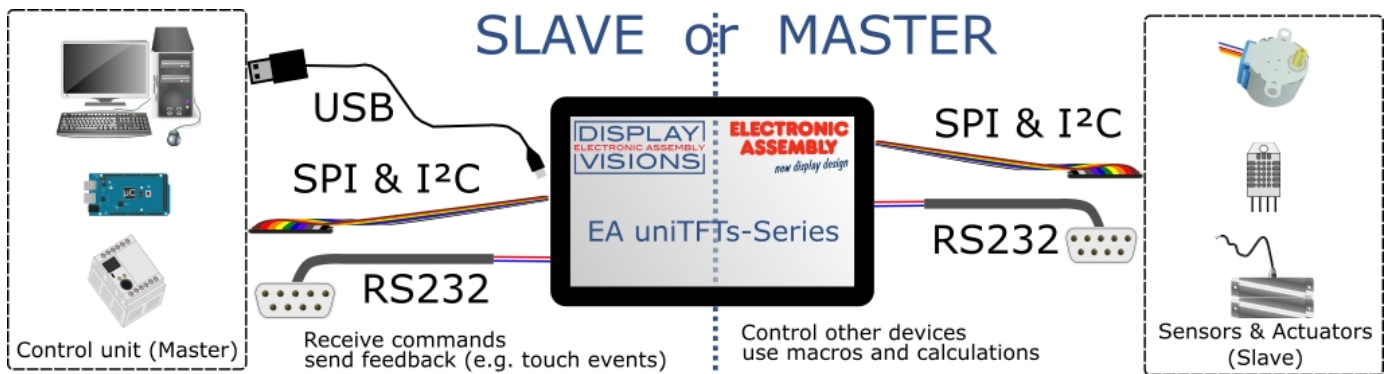 SLAVE or MASTER
USB
SPI & I²C
RS232
Control unit (Master)
Receive commands
send feedback (e.g. touch events)
DISPLAY
ELECTRONIC ASSEMBLY
VISIONS
ELECTRONIC
ASSEMBLY
new display design
EA uniTFTs-Series
SPI & I²C
RS232
Control other devices
use macros and calculations
Sensors & Actuators
(Slave)